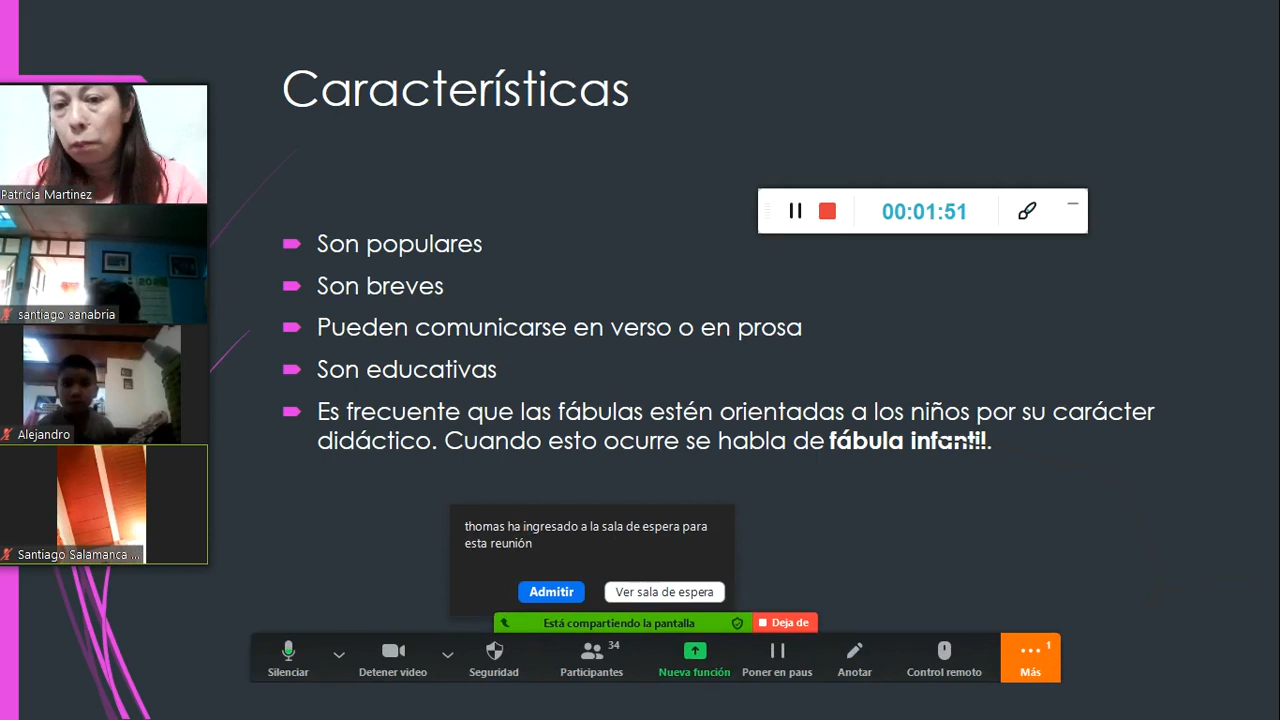 Características
Patricia Martinez
00:01:51
Son populares
Son breves
santiago sanabria
Pueden comunicarse en verso o en prosa
Son educativas
Es frecuente que las fábulas estén orientadas a los niños por su carácter
didáctico. Cuando esto ocurre se habla de fábula infantil.
Alejandro
Santiago Salamanca ...
thomas ha ingresado a la sala de espera para
esta reunión
Admitir
Ver sala de espera
Está compartiendo la pantalla
Deja de
34
1
Silenciar
Detener video
Seguridad
Participantes
Nueva función
Poner en paus
Anotar
Control remoto
Más